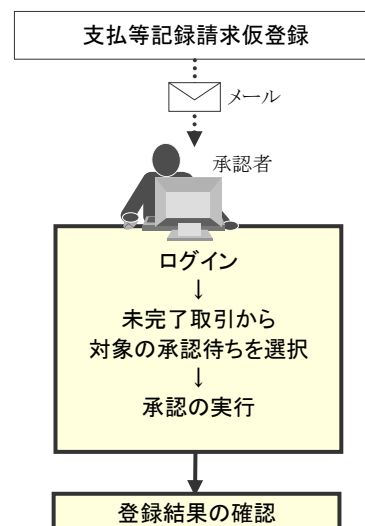 支払等記録請求仮登録
メール
承認者
ログイン
↓
未完了取引から
対象の承認待ちを選択
↓
承認の実行
登録結果の確認